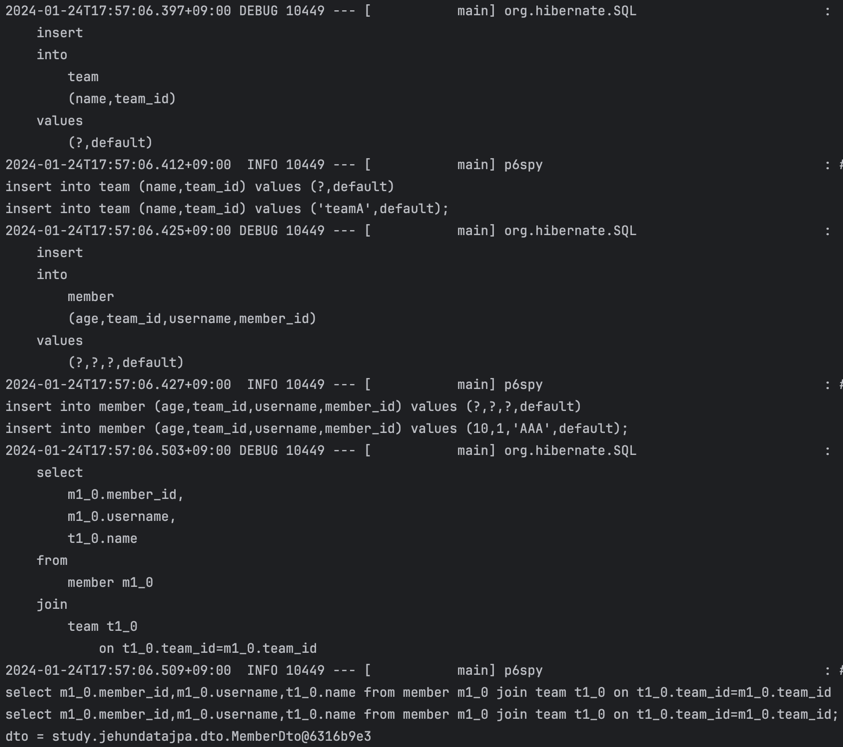 2024-01-24T17:57:06.397+09:00 DEBUG 10449 --- [           main] org.hibernate.SQL                        :
    insert
    into
        team
        (name,team_id)
    values
        (?,default)
2024-01-24T17:57:06.412+09:00  INFO 10449 --- [           main] p6spy                                    : #
insert into team (name,team_id) values (?,default)
insert into team (name,team_id) values ('teamA',default);
2024-01-24T17:57:06.425+09:00 DEBUG 10449 --- [           main] org.hibernate.SQL                        :
    insert
    into
        member
        (age,team_id,username,member_id)
    values
        (?,?,?,default)
2024-01-24T17:57:06.427+09:00  INFO 10449 --- [           main] p6spy                                    : #
insert into member (age,team_id,username,member_id) values (?,?,?,default)
insert into member (age,team_id,username,member_id) values (10,1,'AAA',default);
2024-01-24T17:57:06.503+09:00 DEBUG 10449 --- [           main] org.hibernate.SQL                        :
    select
        m1_0.member_id,
        m1_0.username,
        t1_0.name
    from
        member m1_0
    join
        team t1_0
            on t1_0.team_id=m1_0.team_id
2024-01-24T17:57:06.509+09:00  INFO 10449 --- [           main] p6spy                                    : #
select m1_0.member_id,m1_0.username,t1_0.name from member m1_0 join team t1_0 on t1_0.team_id=m1_0.team_id
select m1_0.member_id,m1_0.username,t1_0.name from member m1_0 join team t1_0 on t1_0.team_id=m1_0.team_id;
dto = study.jehundatajpa.dto.MemberDto@6316b9e3